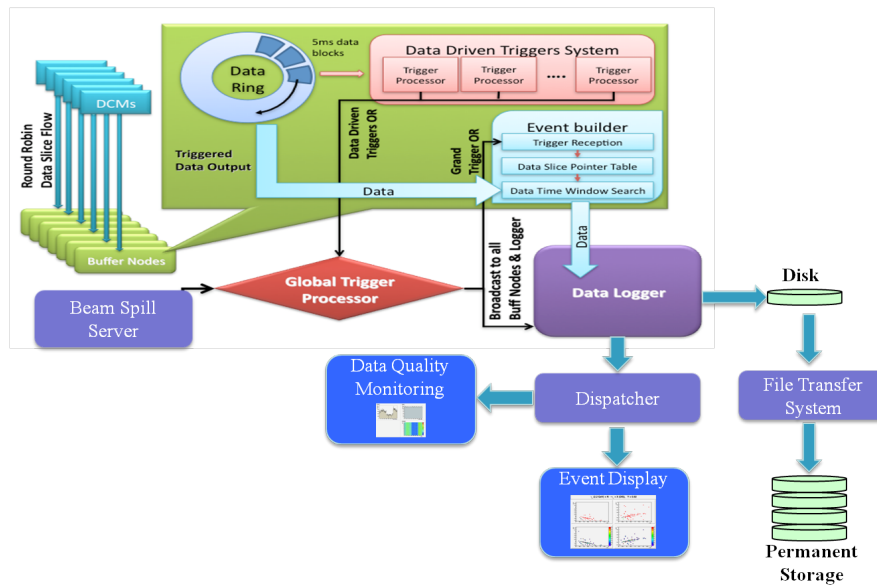 5ms data
blocks
Data Driven Triggers System
Data
Ring
Trigger
Processor
Trigger
Processor
....
Trigger
Processor
DCMs
Round Robin
Data Slice Flow
Triggered
Data Output
Data Driven
Triggers OR
Grand
Trigger OR
Event builder
Trigger Reception
Data Slice Pointer Table
Data Time Window Search
Data
Data
Buffer Nodes
Broadcast to all
Buff Nodes & Logger
Global Trigger
Processor
Beam Spill
Server
Data Logger
Disk
Data Quality
Monitoring
Dispatcher
File Transfer
System
Event Display
Permanent
Storage